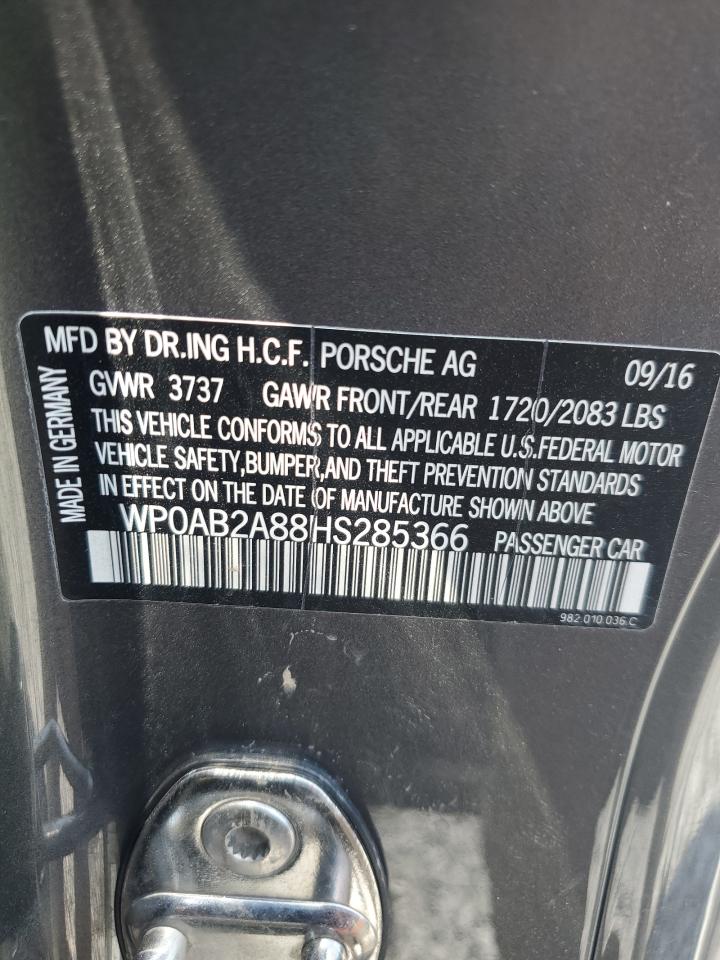 MFD BY DR.ING H.C.F. PORSCHE AG 09/16
GVWR 3737 GAWR FRONT/REAR 1720/2083 LBS
THIS VEHICLE CONFORMS TO ALL APPLICABLE U.S.FEDERAL MOTOR
VEHICLE SAFETY,BUMPER,AND THEFT PREVENTION STANDARDS
IN EFFECT ON THE DATE OF MANUFACTURE SHOWN ABOVE
WP0AB2A88HS285366 PASSENGER CAR
982.010.036.C
MADE IN GERMANY